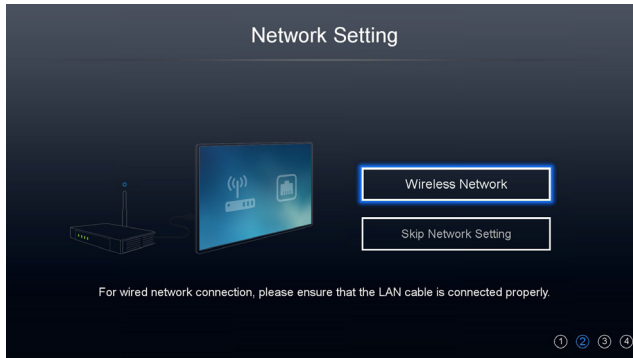 Network Setting
Wireless Network
Skip Network Setting
For wired network connection, please ensure that the LAN cable is connected properly.
1 2 3 4